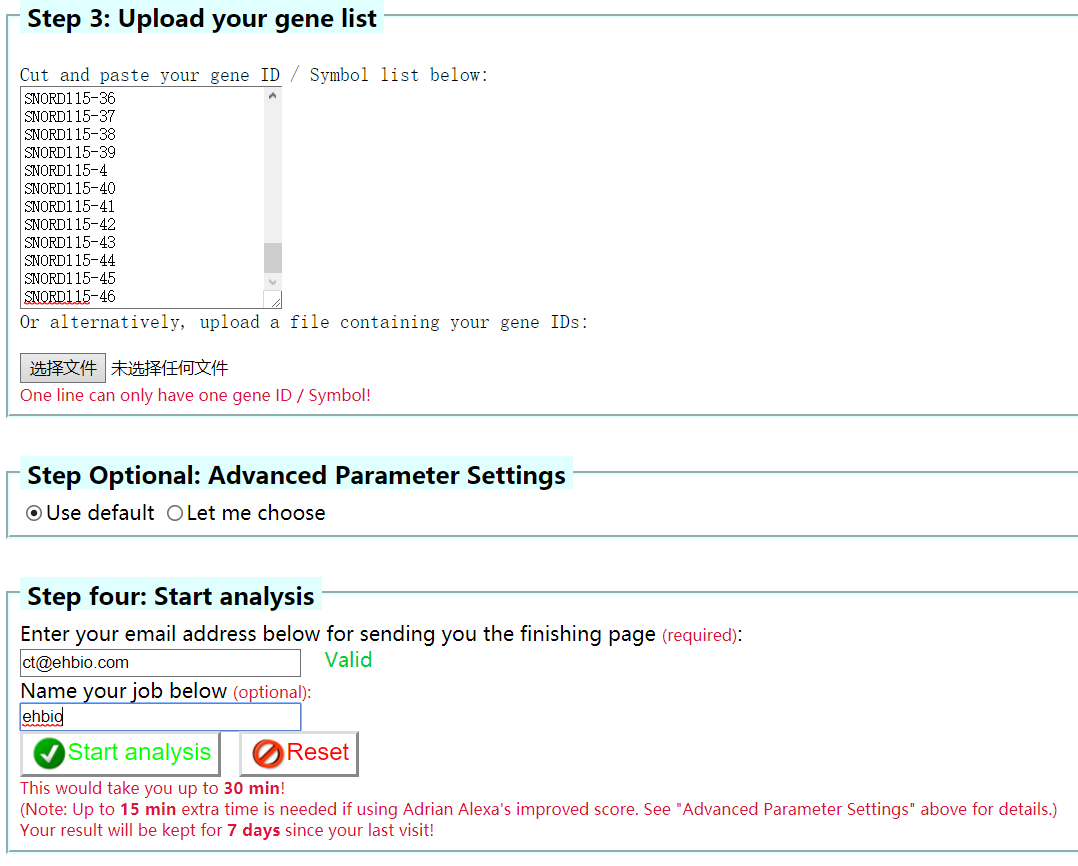 Step 3: Upload your gene list
Cut and paste your gene ID / Symbol list below:
SNORD115-36
SNORD115-37
SNORD115-38
SNORD115-39
SNORD115-4
SNORD115-40
SNORD115-41
SNORD115-42
SNORD115-43
SNORD115-44
SNORD115-45
SNORD115-46
Or alternatively, upload a file containing your gene IDs:
选择文件 未选择任何文件
One line can only have one gene ID / Symbol!
Step Optional: Advanced Parameter Settings
Use default Let me choose
Step four: Start analysis
Enter your email address below for sending you the finishing page (required):
ct@ehbio.com Valid
Name your job below (optional):
ehbio
Start analysis Reset
This would take you up to 30 min!
(Note: Up to 15 min extra time is needed if using Adrian Alexa's improved score. See "Advanced Parameter Settings" above for details.)
Your result will be kept for 7 days since your last visit!